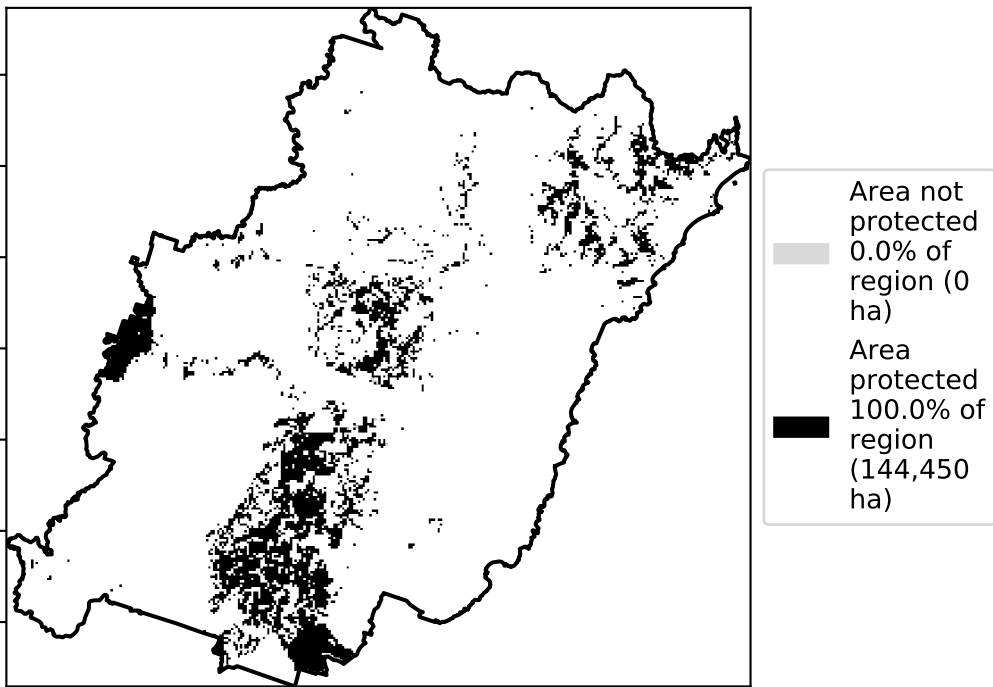 Area not
protected
0.0% of
region (0
ha)
Area
protected
100.0% of
region
(144,450
ha)